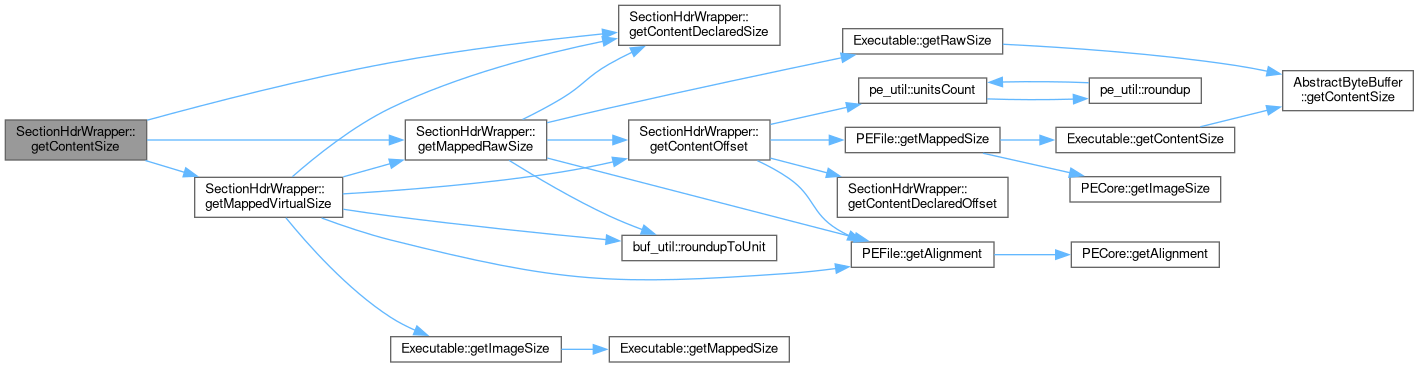 SectionHdrWrapper::
getContentSize
SectionHdrWrapper::
getContentDeclaredSize
SectionHdrWrapper::
getMappedRawSize
SectionHdrWrapper::
getMappedVirtualSize
SectionHdrWrapper::
getContentOffset
buf_util::roundupToUnit
Executable::getImageSize
Executable::getMappedSize
Executable::getRawSize
pe_util::unitsCount
pe_util::roundup
PEFile::getMappedSize
Executable::getContentSize
PECore::getImageSize
SectionHdrWrapper::
getContentDeclaredOffset
PEFile::getAlignment
PECore::getAlignment
AbstractByteBuffer
::getContentSize